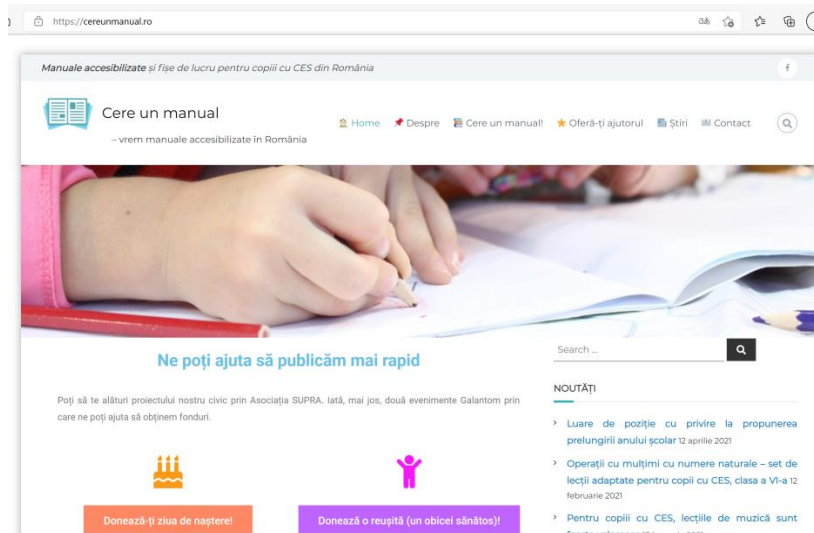 https://cereunmanual.ro
Manuale accesibilizate și fișe de lucru pentru copiii cu CES din România
Cere un manual
– vrem manuale accesibilizate în România
Home Despre Cere un manual! Oferă-ți ajutorul Știri Contact
Ne poți ajuta să publicăm mai rapid
Poți să te alături proiectului nostru civic prin Asociația SUPRA. Iată, mai jos, două evenimente Galantom prin
care ne poți ajuta să obținem fonduri.
Donează-ți ziua de naștere!
Donează o reușită (un obicei sănătos)!
Search ...
NOUTĂȚI
Luare de poziție cu privire la propunerea
prelungirii anului școlar 12 aprilie 2021
Operații cu mulțimi cu numere naturale – set de
lecții adaptate pentru copii cu CES, clasa a VI-a 12
februarie 2021
Pentru copiii cu CES, lecțiile de muzică sunt